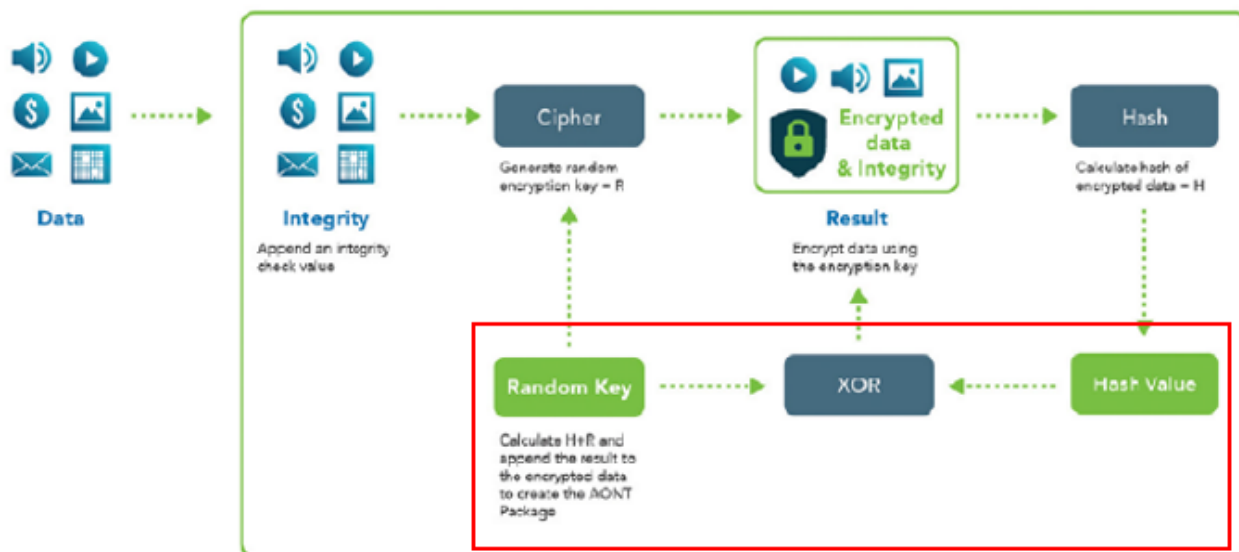 Data
Integrity
Append an integrity
check value
Cipher
Generate random
encryption key = R
Encrypted
data
& Integrity
Result
Encrypt data using
the encryption key
Hash
Calculate hash of
encrypted data = H
Random Key
Calculate H+R and
append the result to
the encrypted data
to create the AONT
Package
XOR
Hash Value